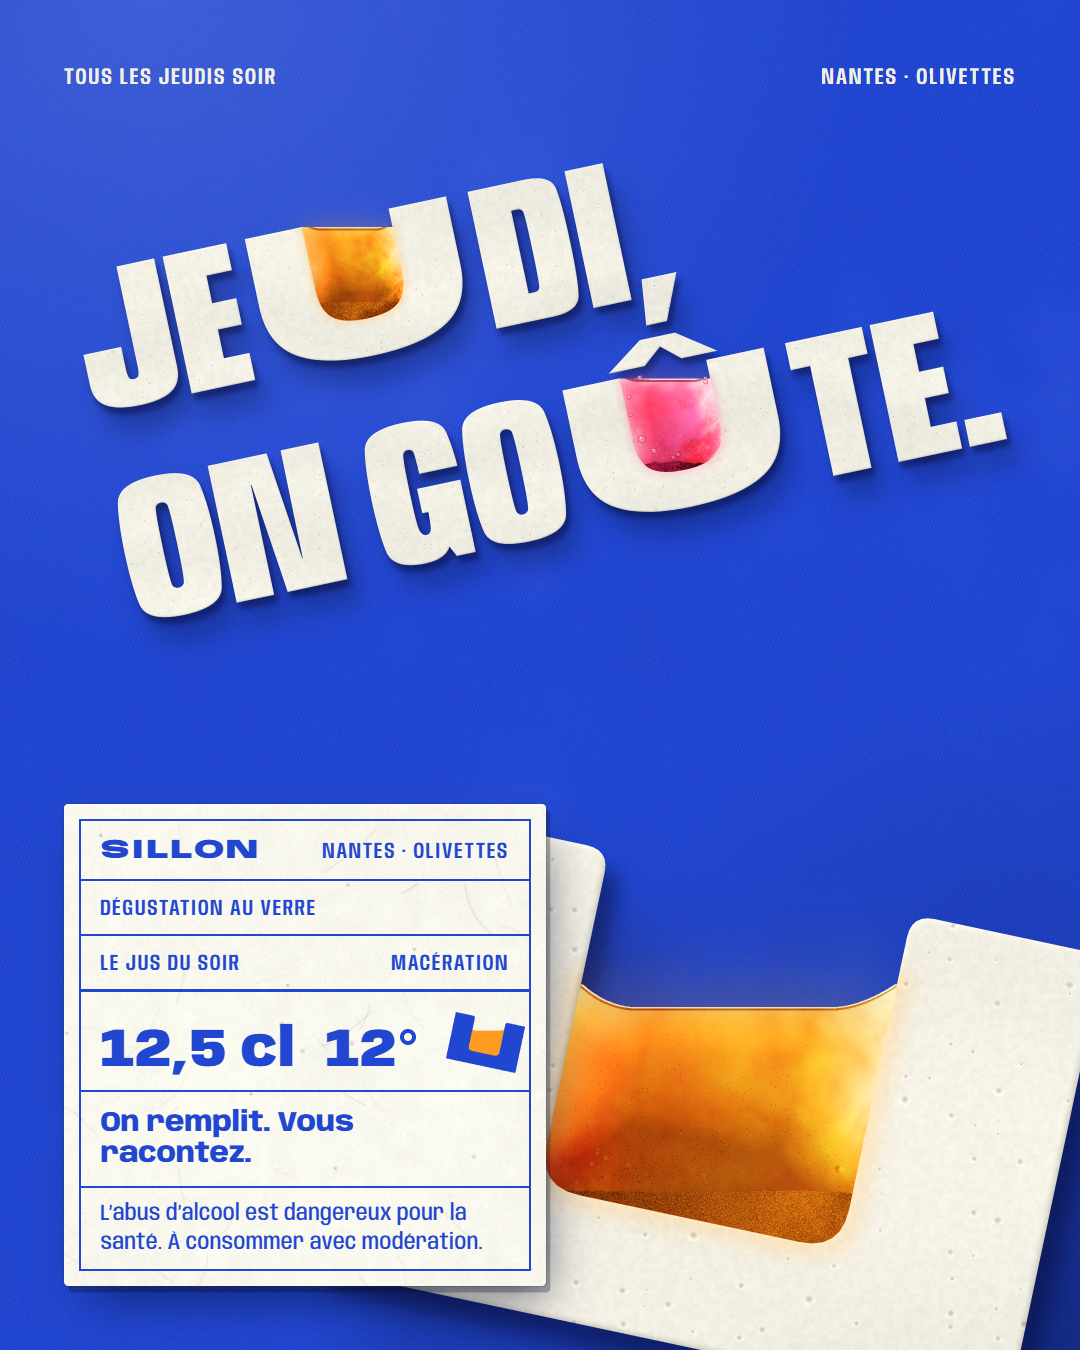 TOUS LES JEUDIS SOIR
NANTES · OLIVETTES
JEUDI,
ON GOÛTE.
SILLON
NANTES · OLIVETTES
DÉGUSTATION AU VERRE
LE JUS DU SOIR
MACÉRATION
12,5 cl 12°
On remplit. Vous
racontez.
L'abus d'alcool est dangereux pour la
santé. À consommer avec modération.